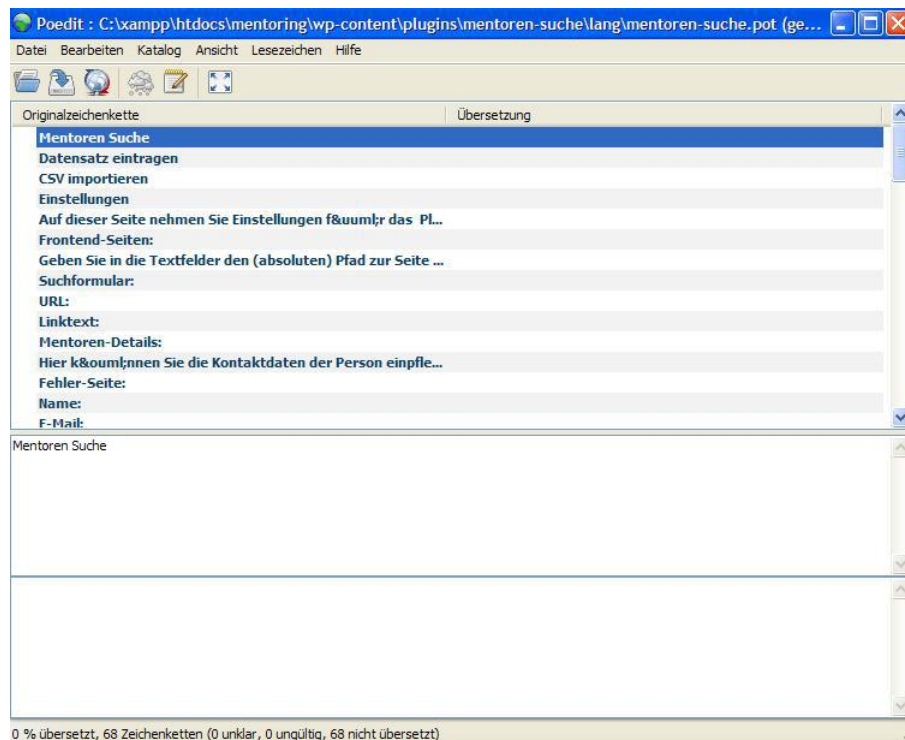 Poedit : C:\xampp\htdocs\mentoring\wp-content\plugins\mentoren-suche\lang\mentoren-suche.pot (ge...
Datei Bearbeiten Katalog Ansicht Lesezeichen Hilfe
Originalzeichenkette Übersetzung
Mentoren Suche
Datensatz eintragen
CSV importieren
Einstellungen
Auf dieser Seite nehmen Sie Einstellungen f&uuml;r das Pl...
Frontend-Seiten:
Geben Sie in die Textfelder den (absoluten) Pfad zur Seite ...
Suchformular:
URL:
Linktext:
Mentoren-Details:
Hier k&ouml;nnen Sie die Kontaktdaten der Person einpfle...
Fehler-Seite:
Name:
E-Mail:
Mentoren Suche
0 % übersetzt, 68 Zeichenketten (0 unklar, 0 ungültig, 68 nicht übersetzt)